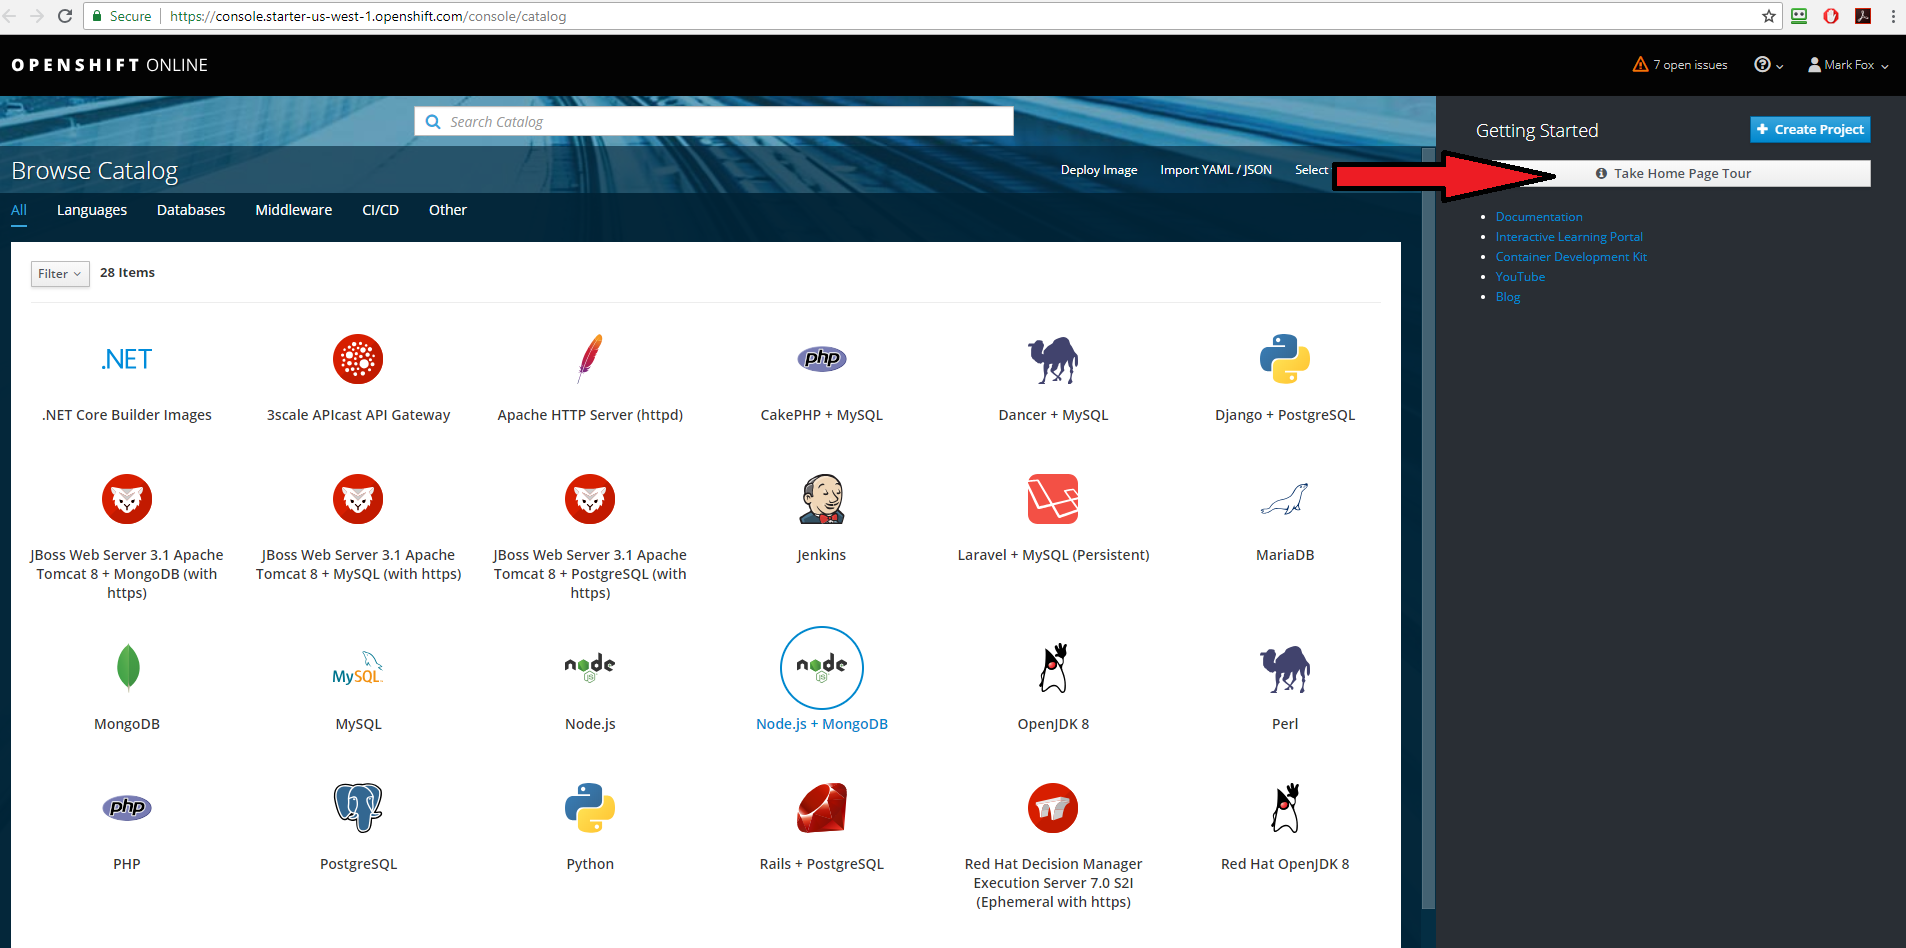 Secure https://console.starter-us-west-1.openshift.com/console/catalog
OPENSHIFT ONLINE
7 open issues
Mark Fox
Search Catalog
Getting Started
Create Project
Browse Catalog
Deploy Image Import YAML / JSON Select
Take Home Page Tour
All Languages Databases Middleware CI/CD Other
Documentation
Interactive Learning Portal
Container Development Kit
YouTube
Blog
Filter 28 Items
.NET
php
.NET Core Builder Images
3scale APIcast API Gateway
Apache HTTP Server (httpd)
CakePHP + MySQL
Dancer + MySQL
Django + PostgreSQL
JBoss Web Server 3.1 Apache
Tomcat 8 + MongoDB (with
https)
JBoss Web Server 3.1 Apache
Tomcat 8 + MySQL (with https)
JBoss Web Server 3.1 Apache
Tomcat 8 + PostgreSQL (with
https)
Jenkins
Laravel + MySQL (Persistent)
MariaDB
MySQL
node
JS
node
JS
MongoDB
MySQL
Node.js
Node.js + MongoDB
OpenJDK 8
Perl
php
PHP
PostgreSQL
Python
Rails + PostgreSQL
Red Hat Decision Manager
Execution Server 7.0 S2I
(Ephemeral with https)
Red Hat OpenJDK 8